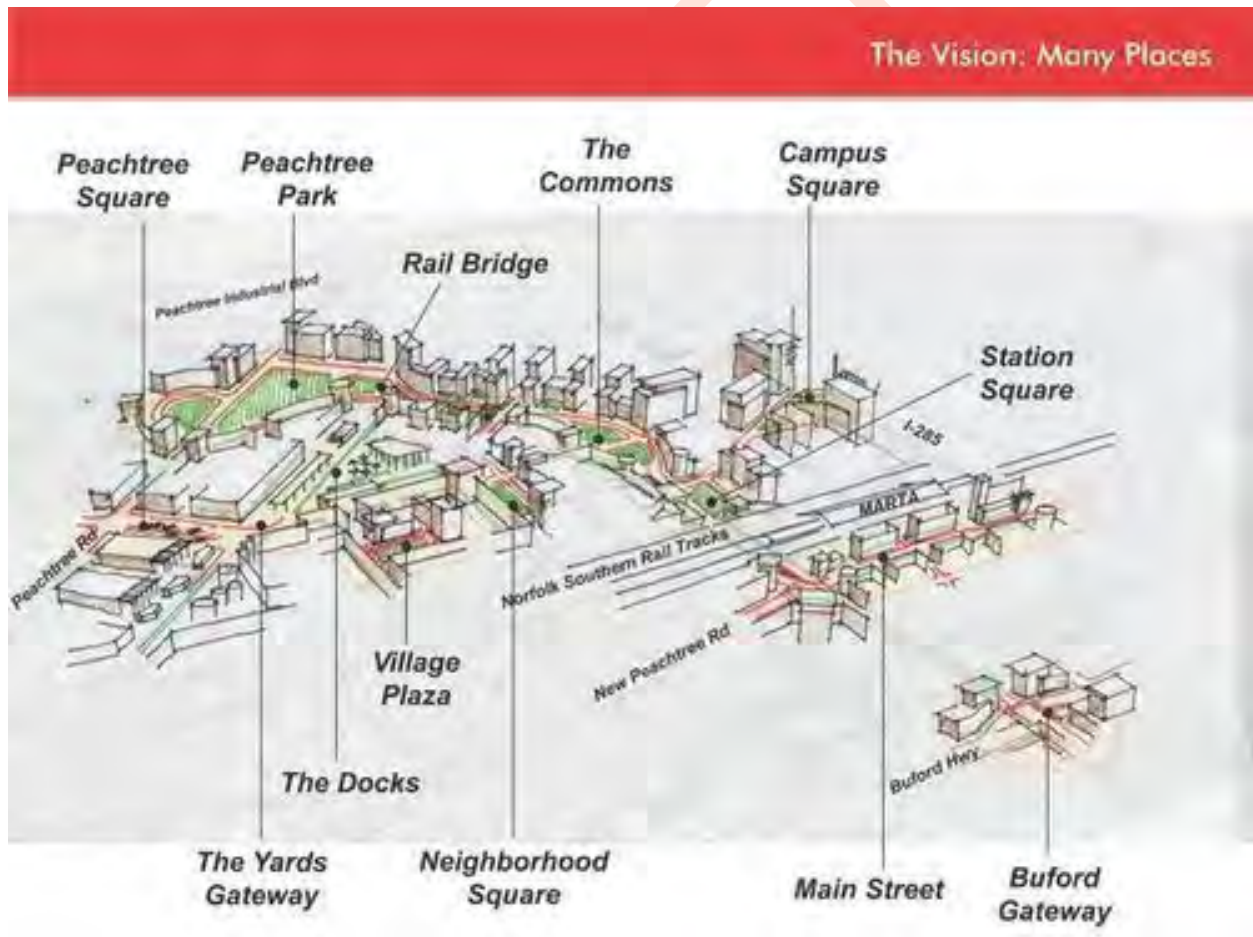 The Vision: Many Places
Peachtree
Square
Peachtree
Park
The
Commons
Campus
Square
Rail Bridge
Peachtree Industrial Blvd
Station
Square
I-285
MARTA
Norfolk Southern Rail Tracks
Peachtree Rd
New Peachtree Rd
Village
Plaza
Buford Hwy
The Docks
The Yards
Gateway
Neighborhood
Square
Main Street
Buford
Gateway